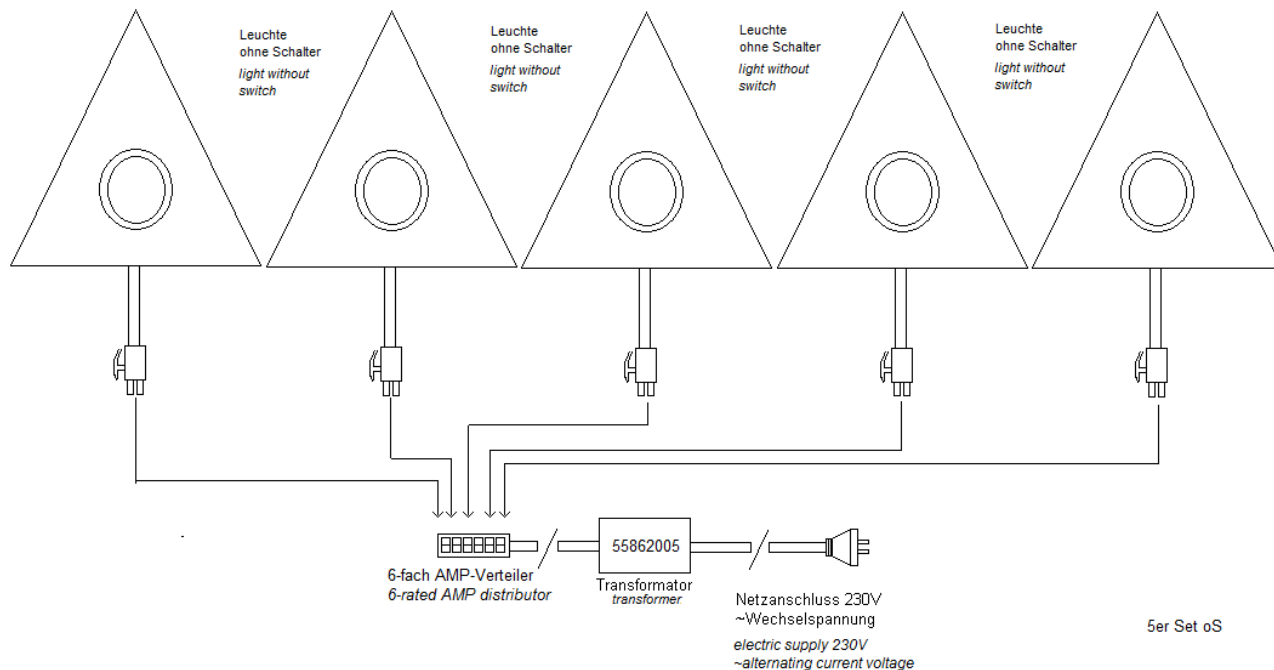 Leuchte
ohne Schalter
light without
switch
Leuchte
ohne Schalter
light without
switch
Leuchte
ohne Schalter
light without
switch
Leuchte
ohne Schalter
light without
switch
55862005
6-fach AMP-Verteiler
6-rated AMP distributor
Transformator
transformer
Netzanschluss 230V
~Wechselspannung
electric supply 230V
~alternating current voltage
5er Set oS